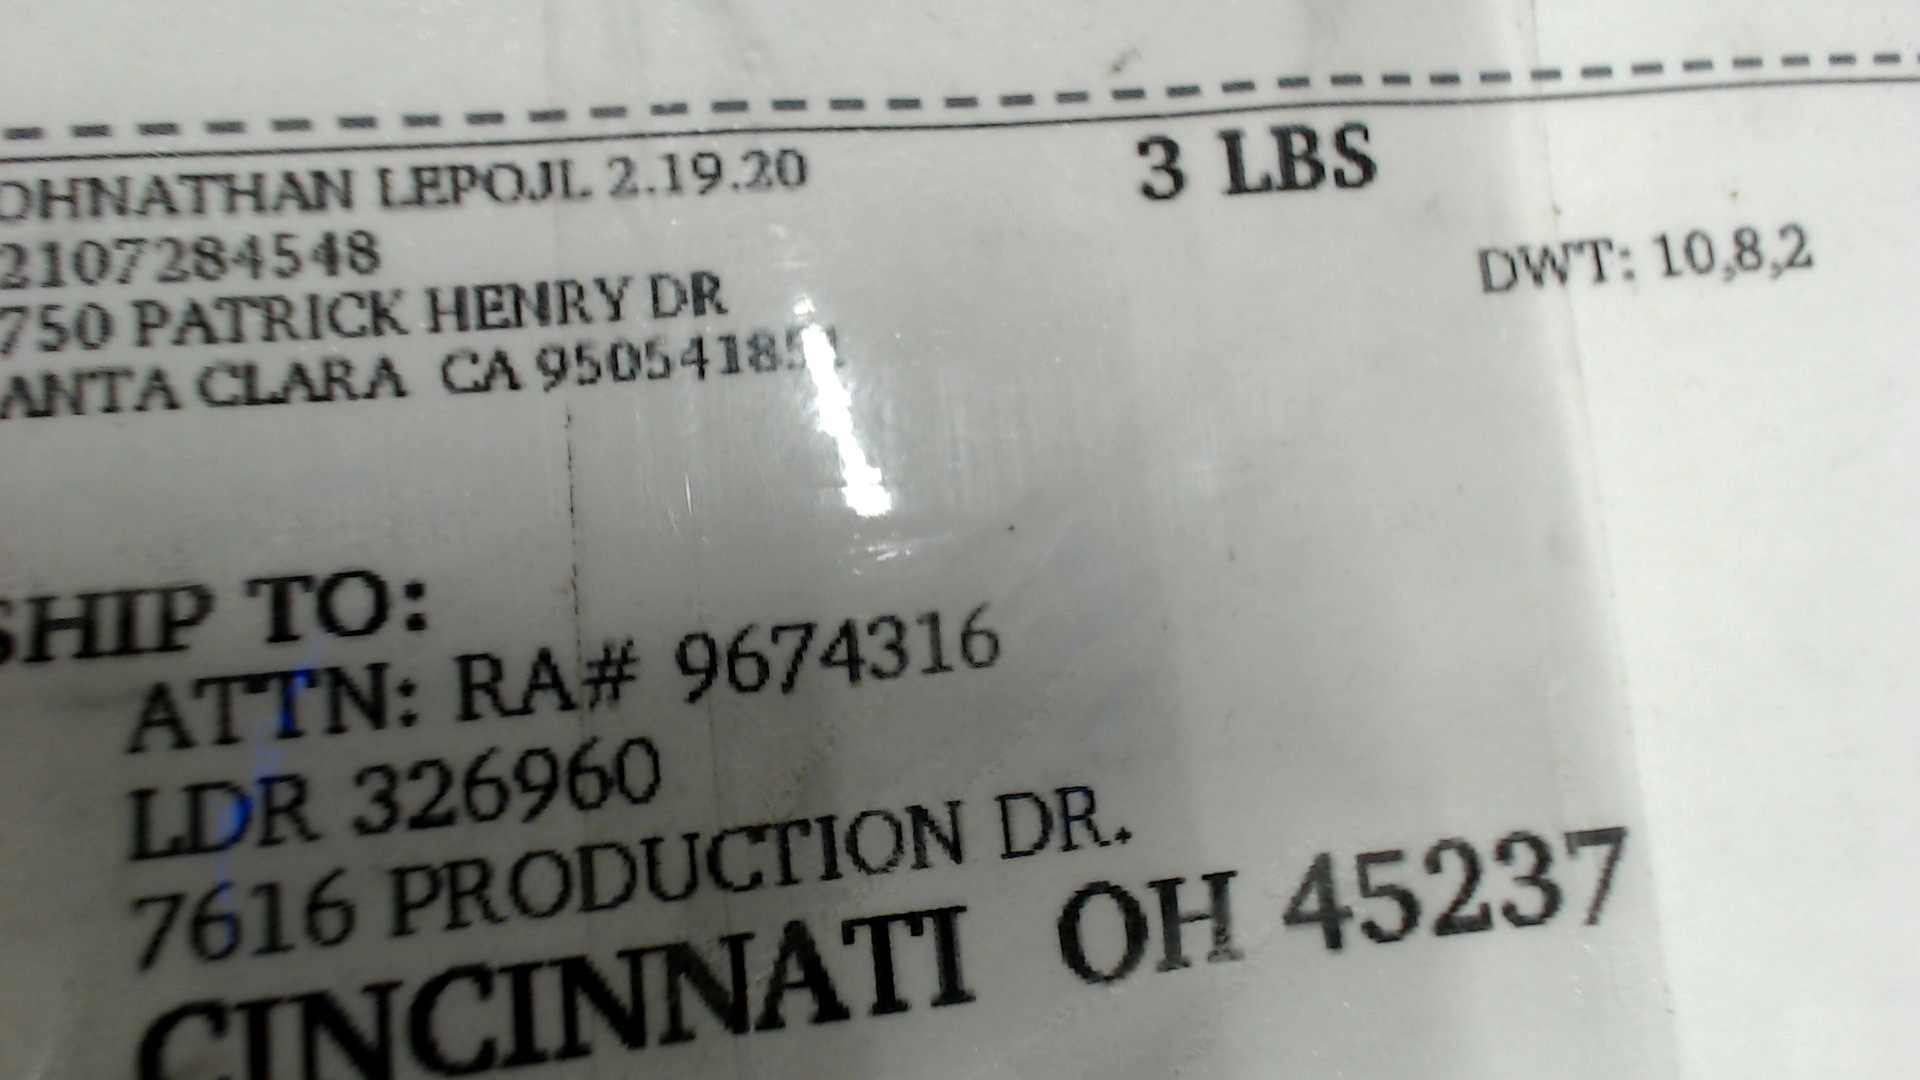 OHNATHAN LEPOJL 2.19.20
3 LBS
2107284548
DWT: 10,8,2
750 PATRICK HENRY DR
ANTA CLARA CA
SHIP TO:
ATTN: RA# 9674316
LDR 326960
7616 PRODUCTION DR.
CINCINNATI OH 45237